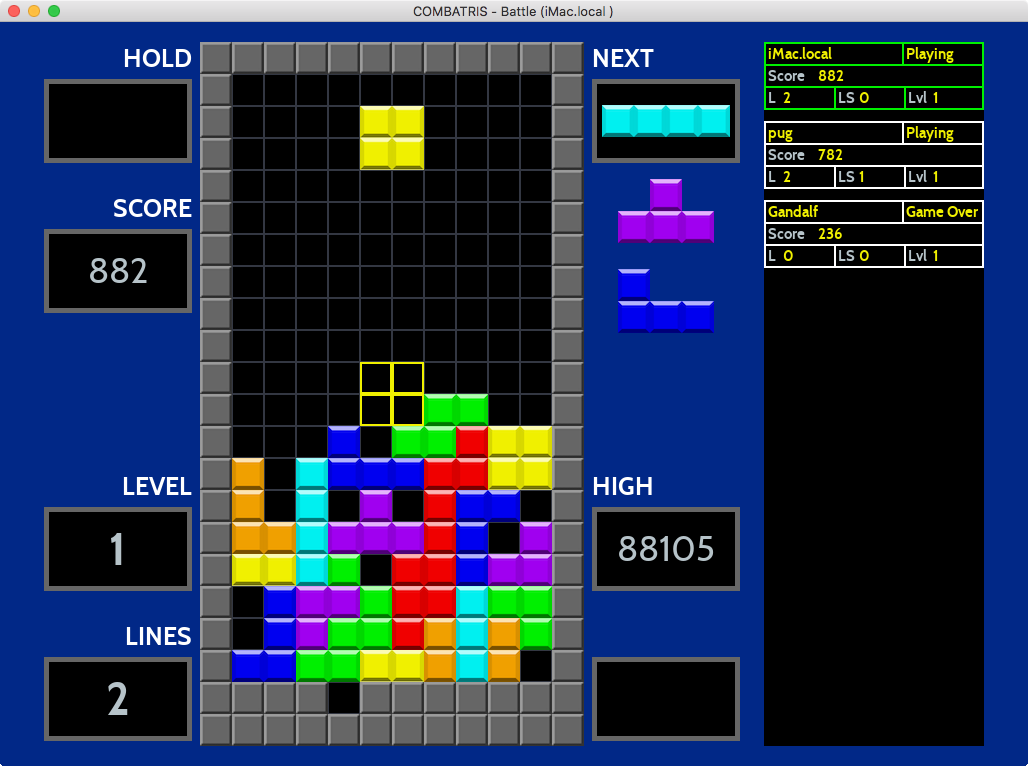 COMBATRIS - Battle (iMac.local )
HOLD
SCORE
882
LEVEL
1
LINES
2
NEXT
HIGH
88105
iMac.local Playing
Score 882
L 2 LS 0 Lvl 1
pug Playing
Score 782
L 2 LS 1 Lvl 1
Gandalf Game Over
Score 236
L 0 LS 0 Lvl 1